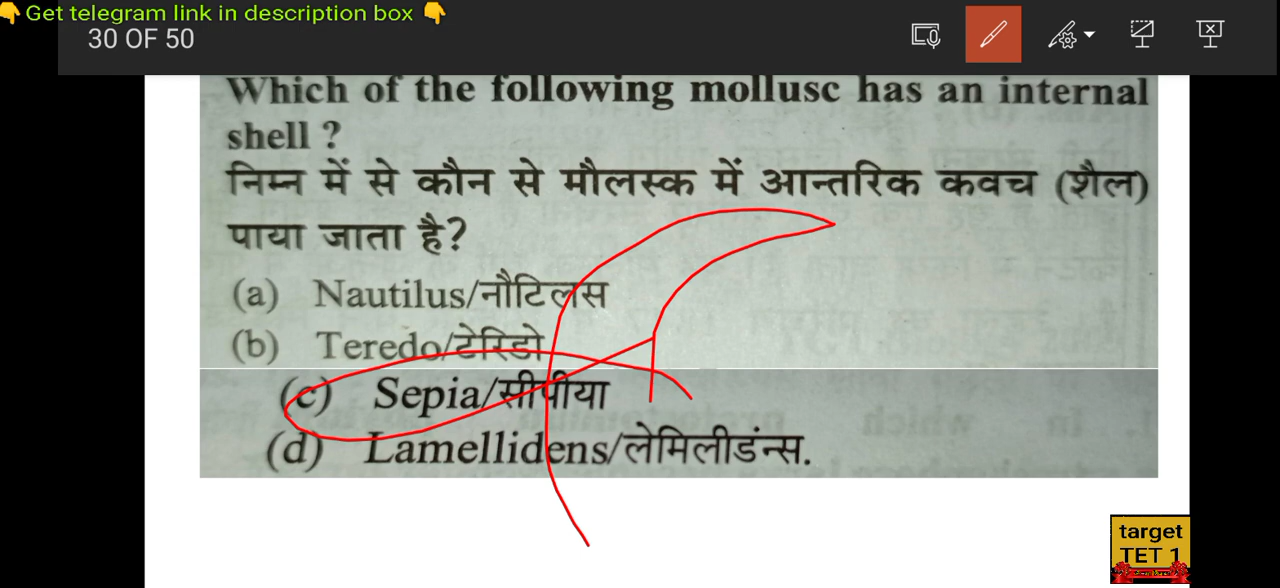 👇 Get telegram link in description box 👇
30 OF 50
Which of the following mollusc has an internal
shell ?
निम्न में से कौन से मौलस्क में आन्तरिक कवच (शैल)
पाया जाता है?
(a) Nautilus/नौटिलस
(b) Teredo/टेरिडो
(c) Sepia/सीपीया
(d) Lamellidens/लेमिलीडंन्स.
target
TET 1